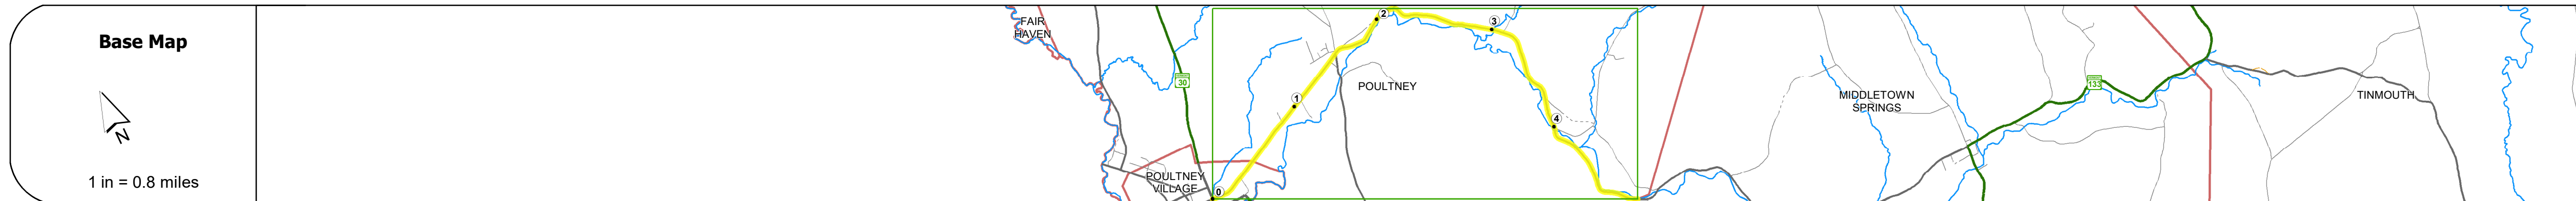 Base Map
N
1 in = 0.8 miles
FAIR
HAVEN
30
POULTNEY
VILLAGE
0
1
2
3
4
POULTNEY
MIDDLETOWN
SPRINGS
133
TINMOUTH